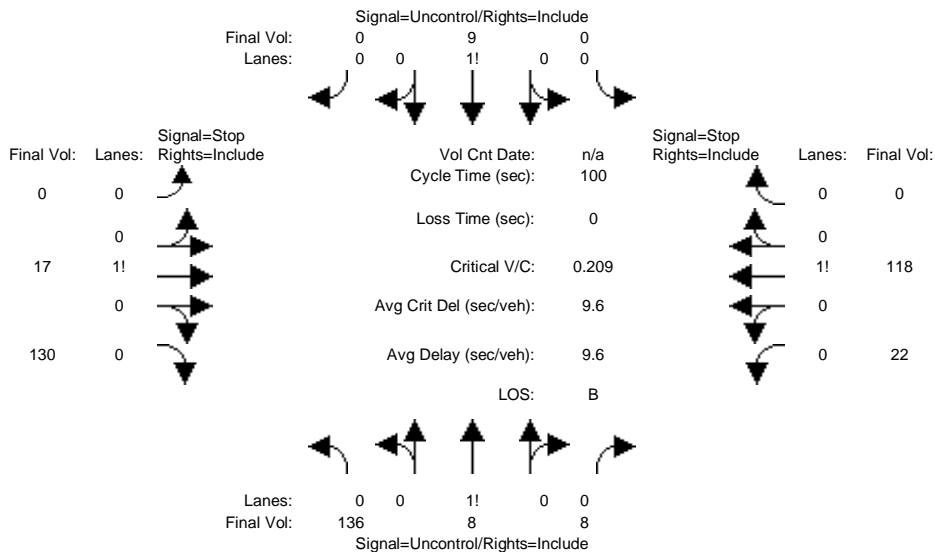 Signal=Uncontrol/Rights=Include
Final Vol: 0 9 0
Lanes: 0 0 1! 0 0
Signal=Stop Signal=Stop
Final Vol: Lanes: Rights=Include Vol Cnt Date: n/a Rights=Include Lanes: Final Vol:
Cycle Time (sec): 100
0 0 0 0
Loss Time (sec): 0
0 0
17 1! Critical V/C: 0.209 1! 118
0 Avg Crit Del (sec/veh): 9.6 0
130 0 Avg Delay (sec/veh): 9.6 0 22
LOS: B
Lanes: 0 0 1! 0 0
Final Vol: 136 8 8
Signal=Uncontrol/Rights=Include